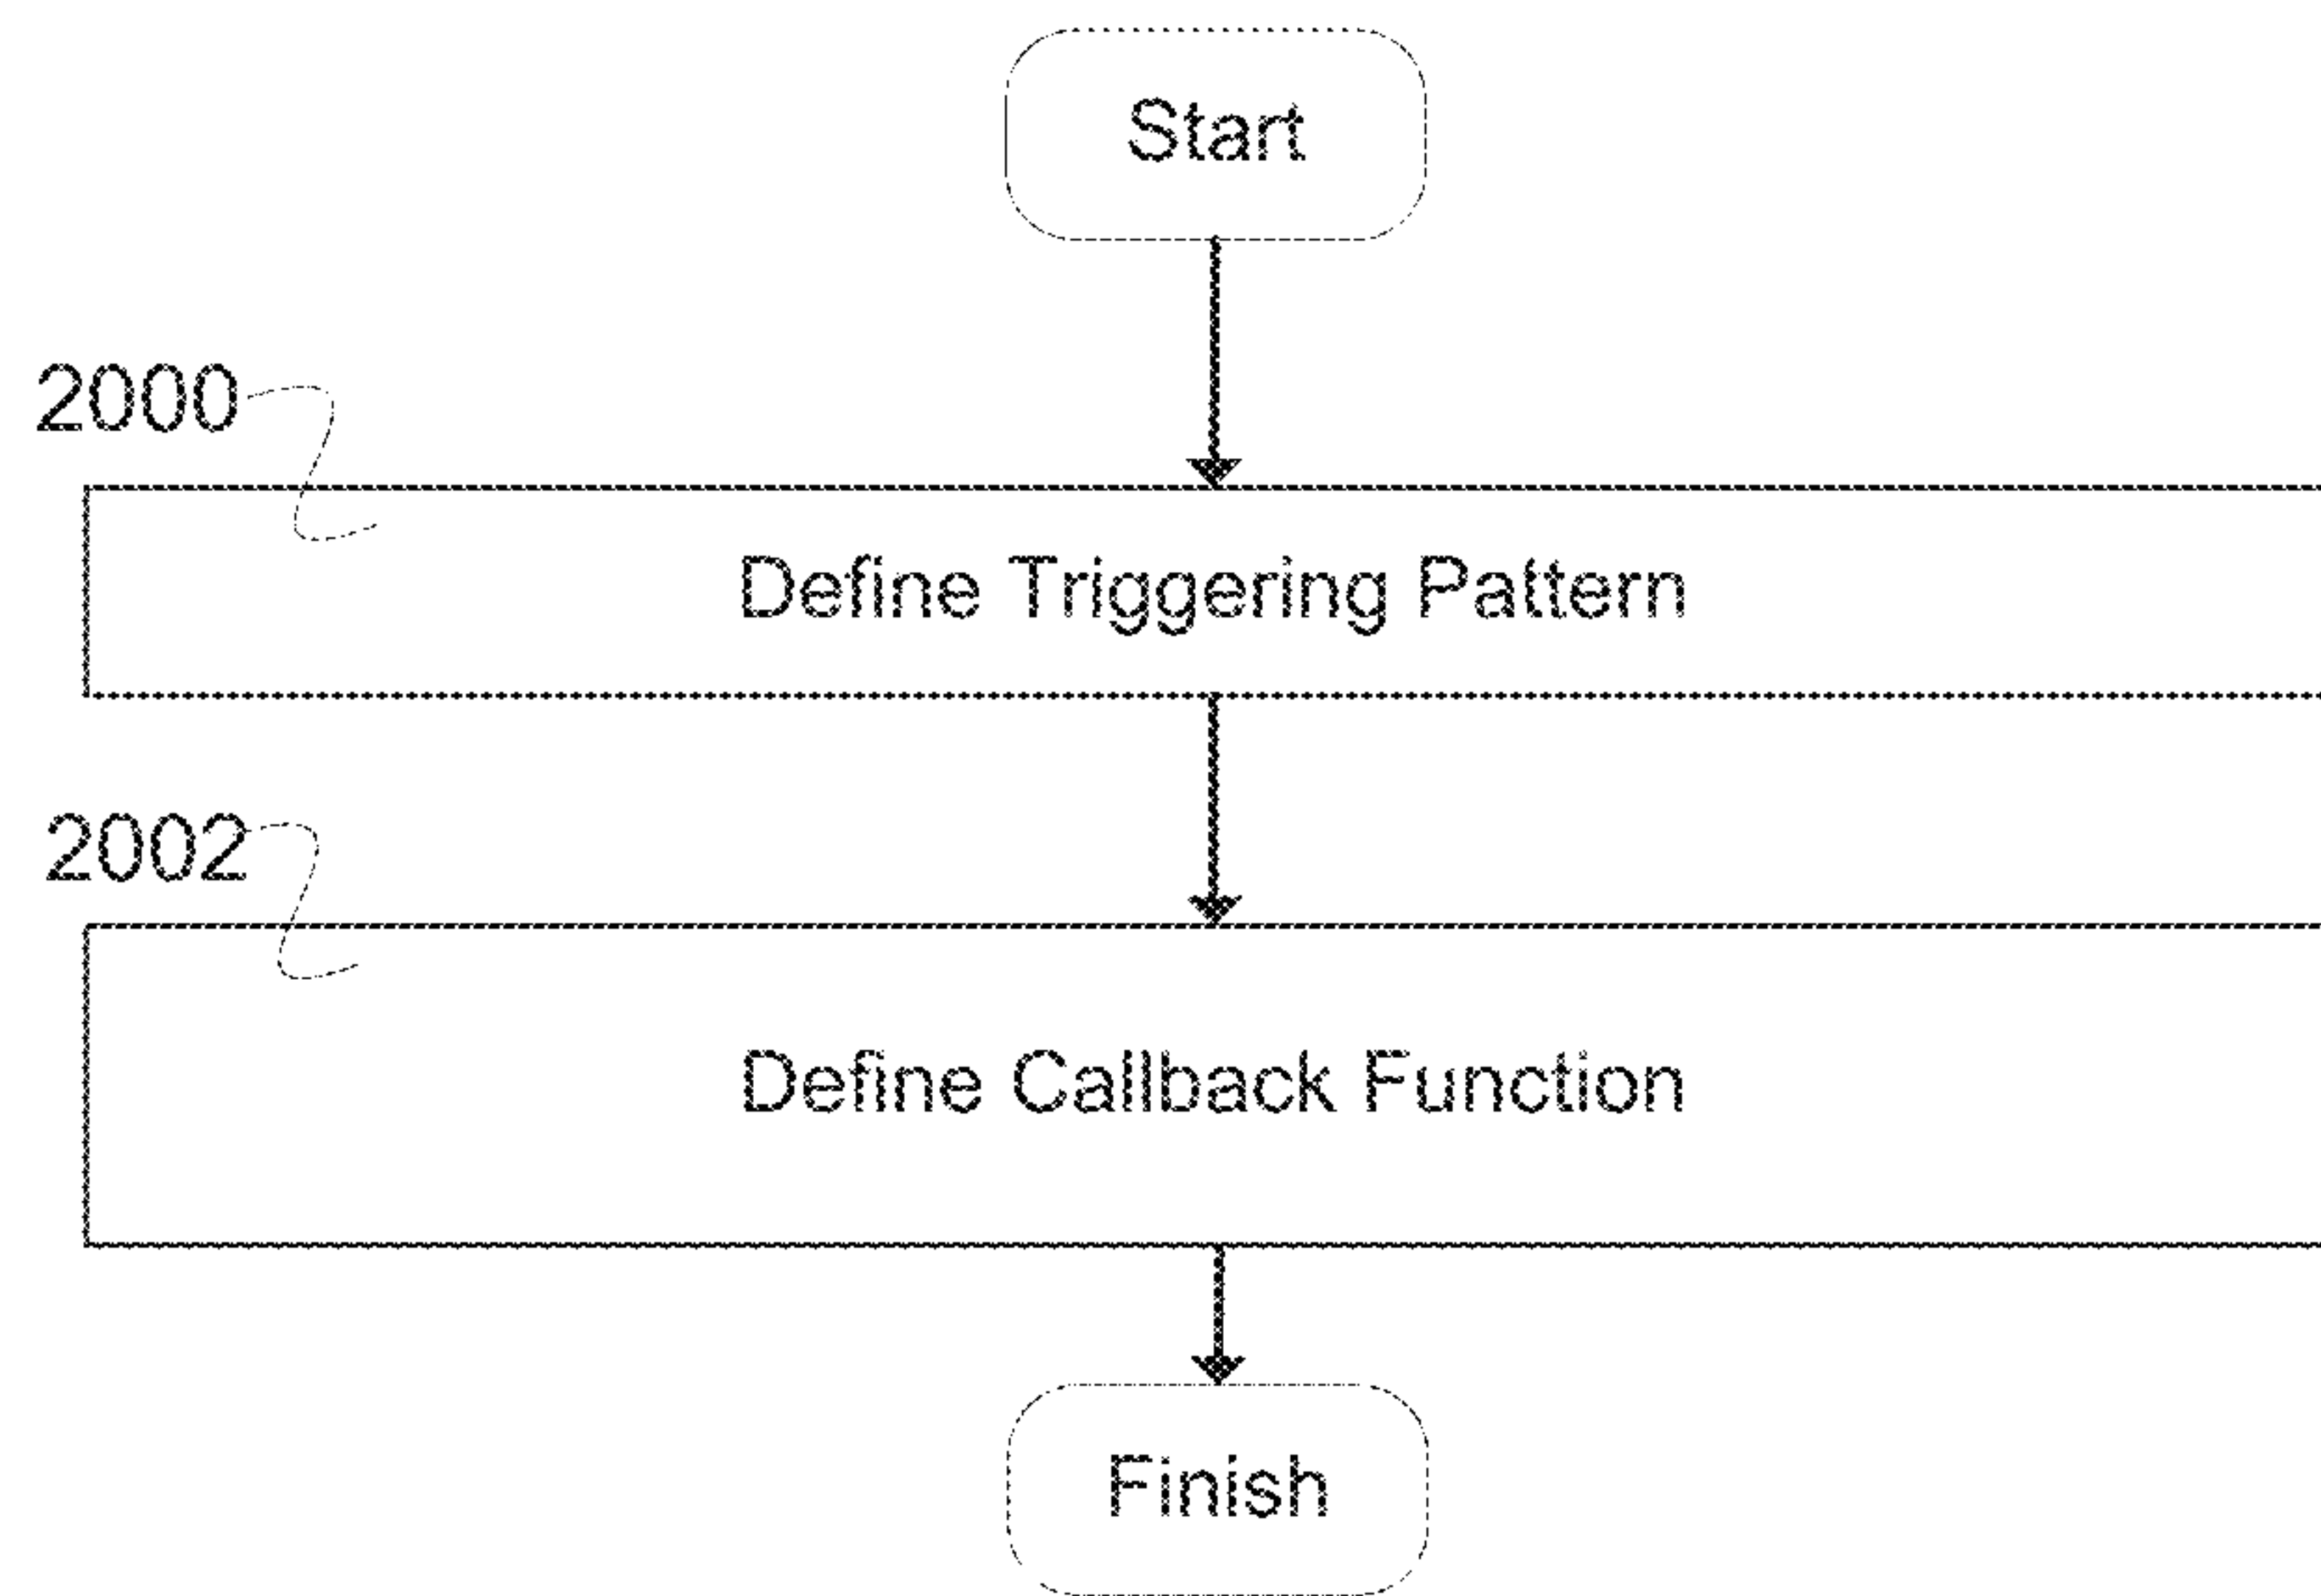 Start
2000
Define Triggering Pattern
2002
Define Callback Function
Finish